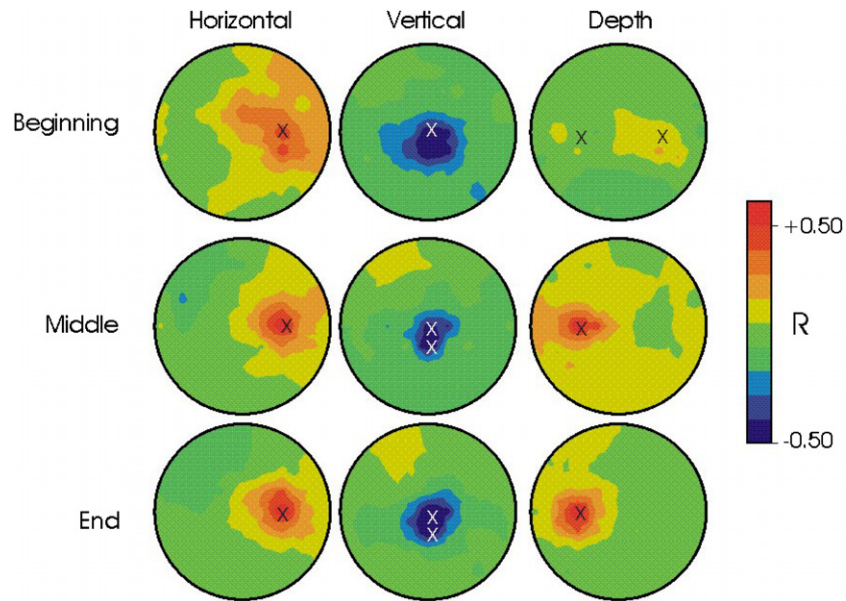 Horizontal Vertical Depth
Beginning
X X X X
+0.50
Middle
X X X X
R
-0.50
End
X X X X